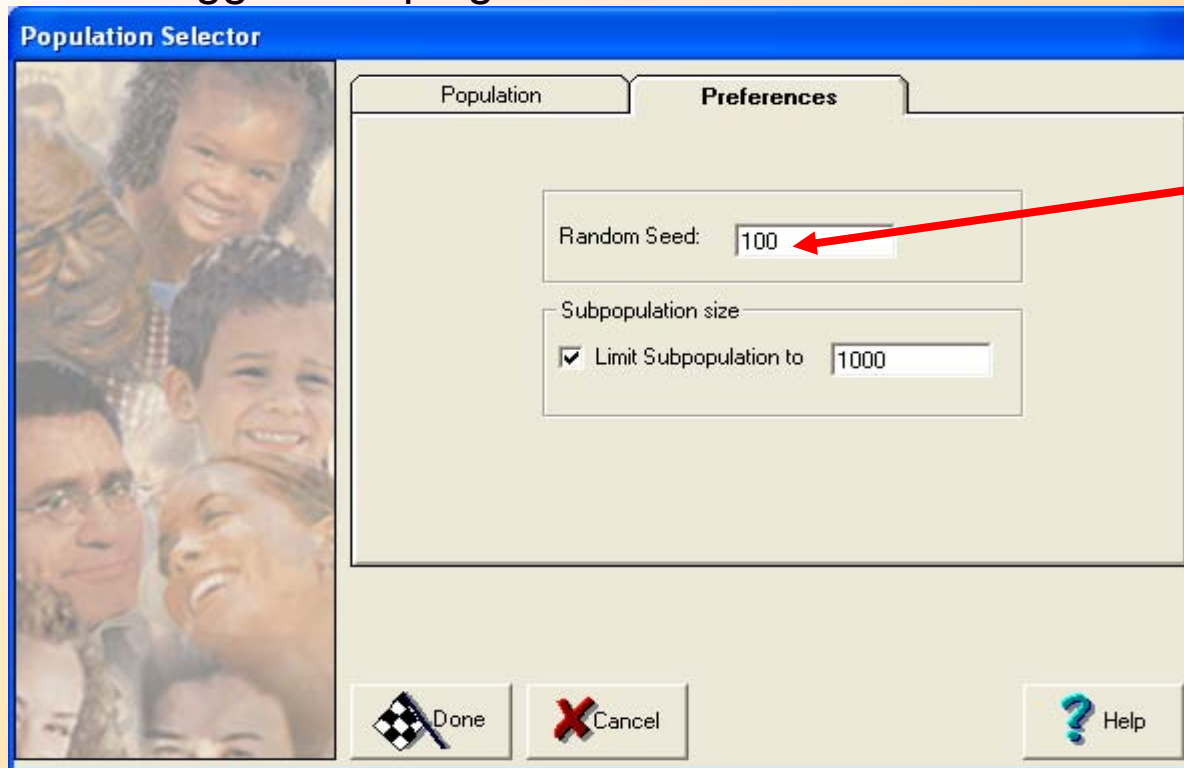 Population Selector
Population Preferences
Random Seed: 100
Subpopulation size
Limit Subpopulation to 1000
Done Cancel Help